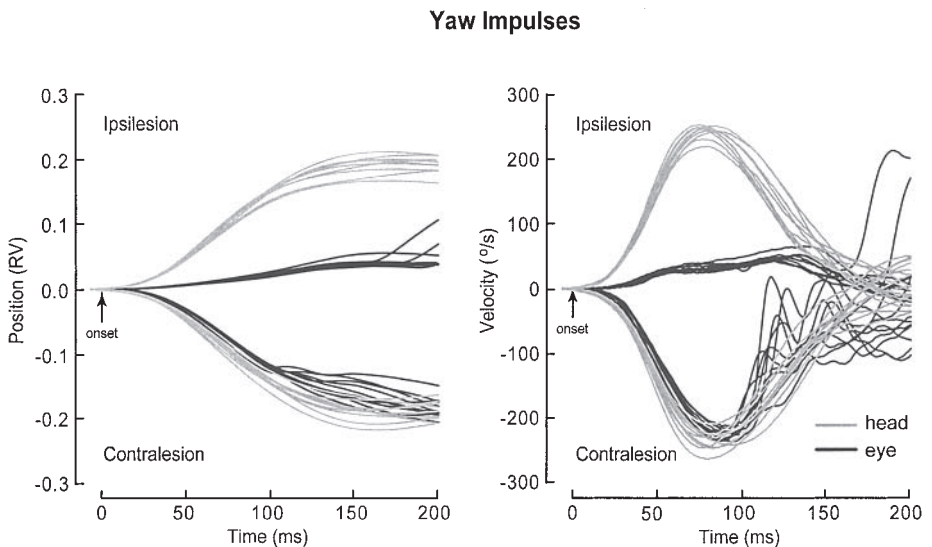 Yaw Impulses
0.3
0.2
0.1
0.0
-0.1
-0.2
-0.3
Position (RV)
Ipsilesion
onset
Contralesion
0
50
100
150
200
Time (ms)
300
200
100
0
-100
-200
-300
Velocity (º/s)
Ipsilesion
onset
Contralesion
head
eye
0
50
100
150
200
Time (ms)